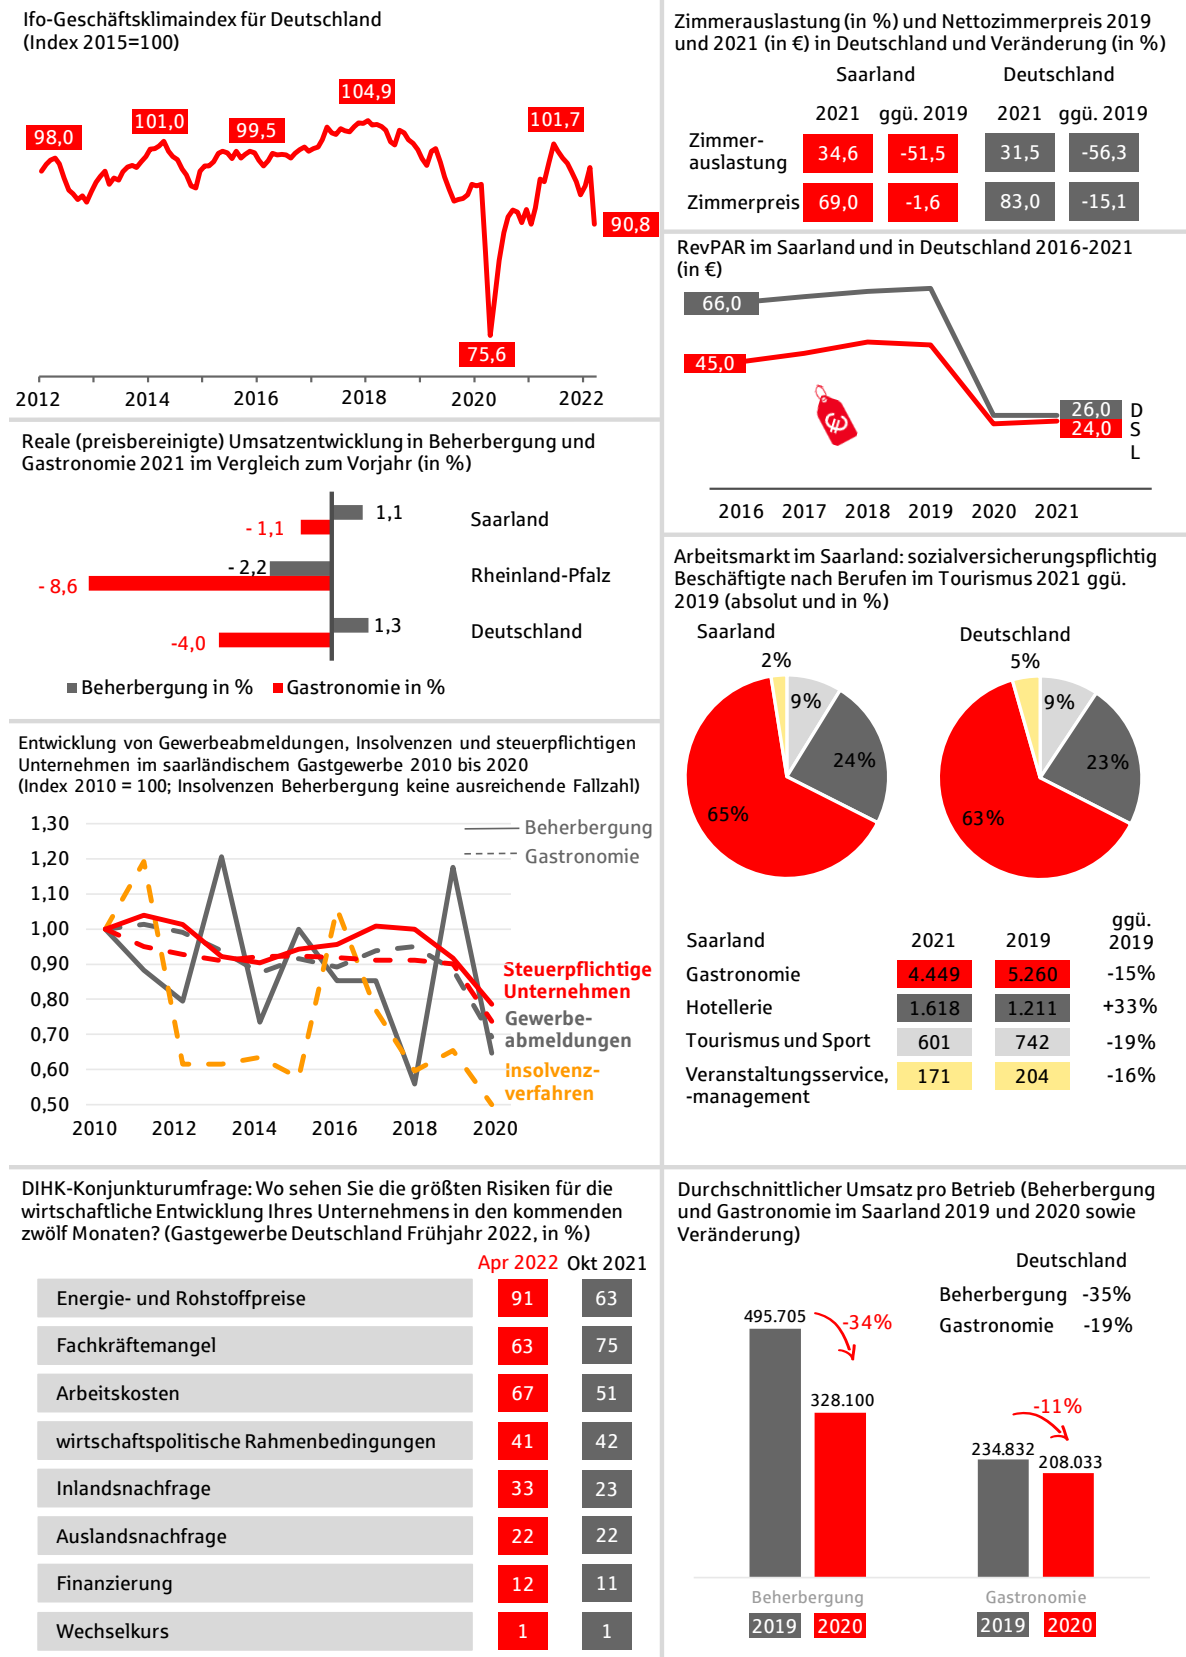 Ifo-Geschäftsklimaindex für Deutschland
(Index 2015=100)
98,0
101,0
99,5
104,9
101,7
90,8
75,6
2012 2014 2016 2018 2020 2022
Reale (preisbereinigte) Umsatzentwicklung in Beherbergung und
Gastronomie 2021 im Vergleich zum Vorjahr (in %)
1,1
- 1,1
Saarland
- 2,2
- 8,6
Rheinland-Pfalz
1,3
-4,0
Deutschland
Beherbergung in % Gastronomie in %
Entwicklung von Gewerbeabmeldungen, Insolvenzen und steuerpflichtigen
Unternehmen im saarländischem Gastgewerbe 2010 bis 2020
(Index 2010 = 100; Insolvenzen Beherbergung keine ausreichende Fallzahl)
1,30
1,20
1,10
1,00
0,90
0,80
0,70
0,60
0,50
Beherbergung
Gastronomie
Steuerpflichtige
Unternehmen
Gewerbe-
abmeldungen
Insolvenz-
verfahren
2010 2012 2014 2016 2018 2020
DIHK-Konjunkturumfrage: Wo sehen Sie die größten Risiken für die
wirtschaftliche Entwicklung Ihres Unternehmens in den kommenden
zwölf Monaten? (Gastgewerbe Deutschland Frühjahr 2022, in %)
Apr 2022 Okt 2021
Energie- und Rohstoffpreise 91 63
Fachkräftemangel 63 75
Arbeitskosten 67 51
wirtschaftspolitische Rahmenbedingungen 41 42
Inlandsnachfrage 33 23
Auslandsnachfrage 22 22
Finanzierung 12 11
Wechselkurs 1 1
Zimmerauslastung (in %) und Nettozimmerpreis 2019
und 2021 (in €) in Deutschland und Veränderung (in %)
Saarland Deutschland
2021 ggü. 2019 2021 ggü. 2019
Zimmer-
auslastung 34,6 -51,5 31,5 -56,3
Zimmerpreis 69,0 -1,6 83,0 -15,1
RevPAR im Saarland und in Deutschland 2016-2021
(in €)
66,0
45,0
€
26,0 D
24,0 S
L
2016 2017 2018 2019 2020 2021
Arbeitsmarkt im Saarland: sozialversicherungspflichtig
Beschäftigte nach Berufen im Tourismus 2021 ggü.
2019 (absolut und in %)
Saarland
2%
9%
24%
65%
Deutschland
5%
9%
23%
63%
ggü.
Saarland 2021 2019 2019
Gastronomie 4.449 5.260 -15%
Hotellerie 1.618 1.211 +33%
Tourismus und Sport 601 742 -19%
Veranstaltungsservice, 171 204 -16%
-management
Durchschnittlicher Umsatz pro Betrieb (Beherbergung
und Gastronomie im Saarland 2019 und 2020 sowie
Veränderung)
Deutschland
Beherbergung -35%
Gastronomie -19%
495.705
-34%
328.100
-11%
234.832
208.033
Beherbergung Gastronomie
2019 2020 2019 2020